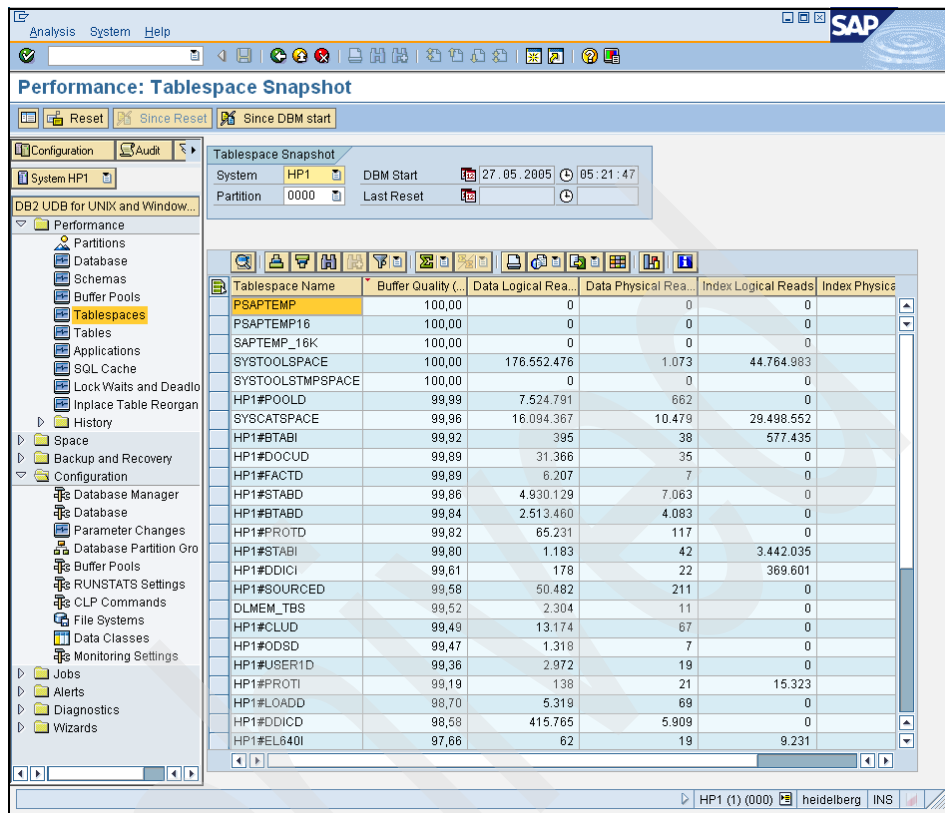 Analysis System Help
SAP
Performance: Tablespace Snapshot
Reset Since Reset Since DBM start
Configuration Audit
System HP1
DB2 UDB for UNIX and Window...
Performance
Partitions
Database
Schemas
Buffer Pools
Tablespaces
Tables
Applications
SQL Cache
Lock Waits and Deadlo
Inplace Table Reorgan
History
Space
Backup and Recovery
Configuration
Database Manager
Database
Parameter Changes
Database Partition Gro
Buffer Pools
RUNSTATS Settings
CLP Commands
File Systems
Data Classes
Monitoring Settings
Jobs
Alerts
Diagnostics
Wizards
Tablespace Snapshot
System HP1 DBM Start 27.05.2005 05:21:47
Partition 0000 Last Reset
Tablespace Name Buffer Quality (... Data Logical Rea... Data Physical Rea... Index Logical Reads Index Physica
PSAPTEMP 100,00 0 0 0
PSAPTEMP16 100,00 0 0 0
SAPTEMP_16K 100,00 0 0 0
SYSTOOLSPACE 100,00 176.552.476 1.073 44.764.983
SYSTOOLSTMPSPACE 100,00 0 0 0
HP1#POOLD 99,99 7.524.791 662 0
SYSCATSPACE 99,96 16.094.367 10.479 29.498.552
HP1#BTABI 99,92 395 38 577.435
HP1#DOCUD 99,89 31.366 35 0
HP1#FACTD 99,89 6.207 7 0
HP1#STABD 99,86 4.930.129 7.063 0
HP1#BTABD 99,84 2.513.460 4.083 0
HP1#PROTD 99,82 65.231 117 0
HP1#STABI 99,80 1.183 42 3.442.035
HP1#DDICI 99,61 178 22 369.601
HP1#SOURCED 99,58 50.482 211 0
DLMEM_TBS 99,52 2.304 11 0
HP1#CLUD 99,49 13.174 67 0
HP1#ODSD 99,47 1.318 7 0
HP1#USER1D 99,36 2.972 19 0
HP1#PROTI 99,19 138 21 15.323
HP1#LOADD 98,70 5.319 69 0
HP1#DDICD 98,58 415.765 5.909 0
HP1#EL640I 97,66 62 19 9.231
HP1 (1) (000) heidelberg INS